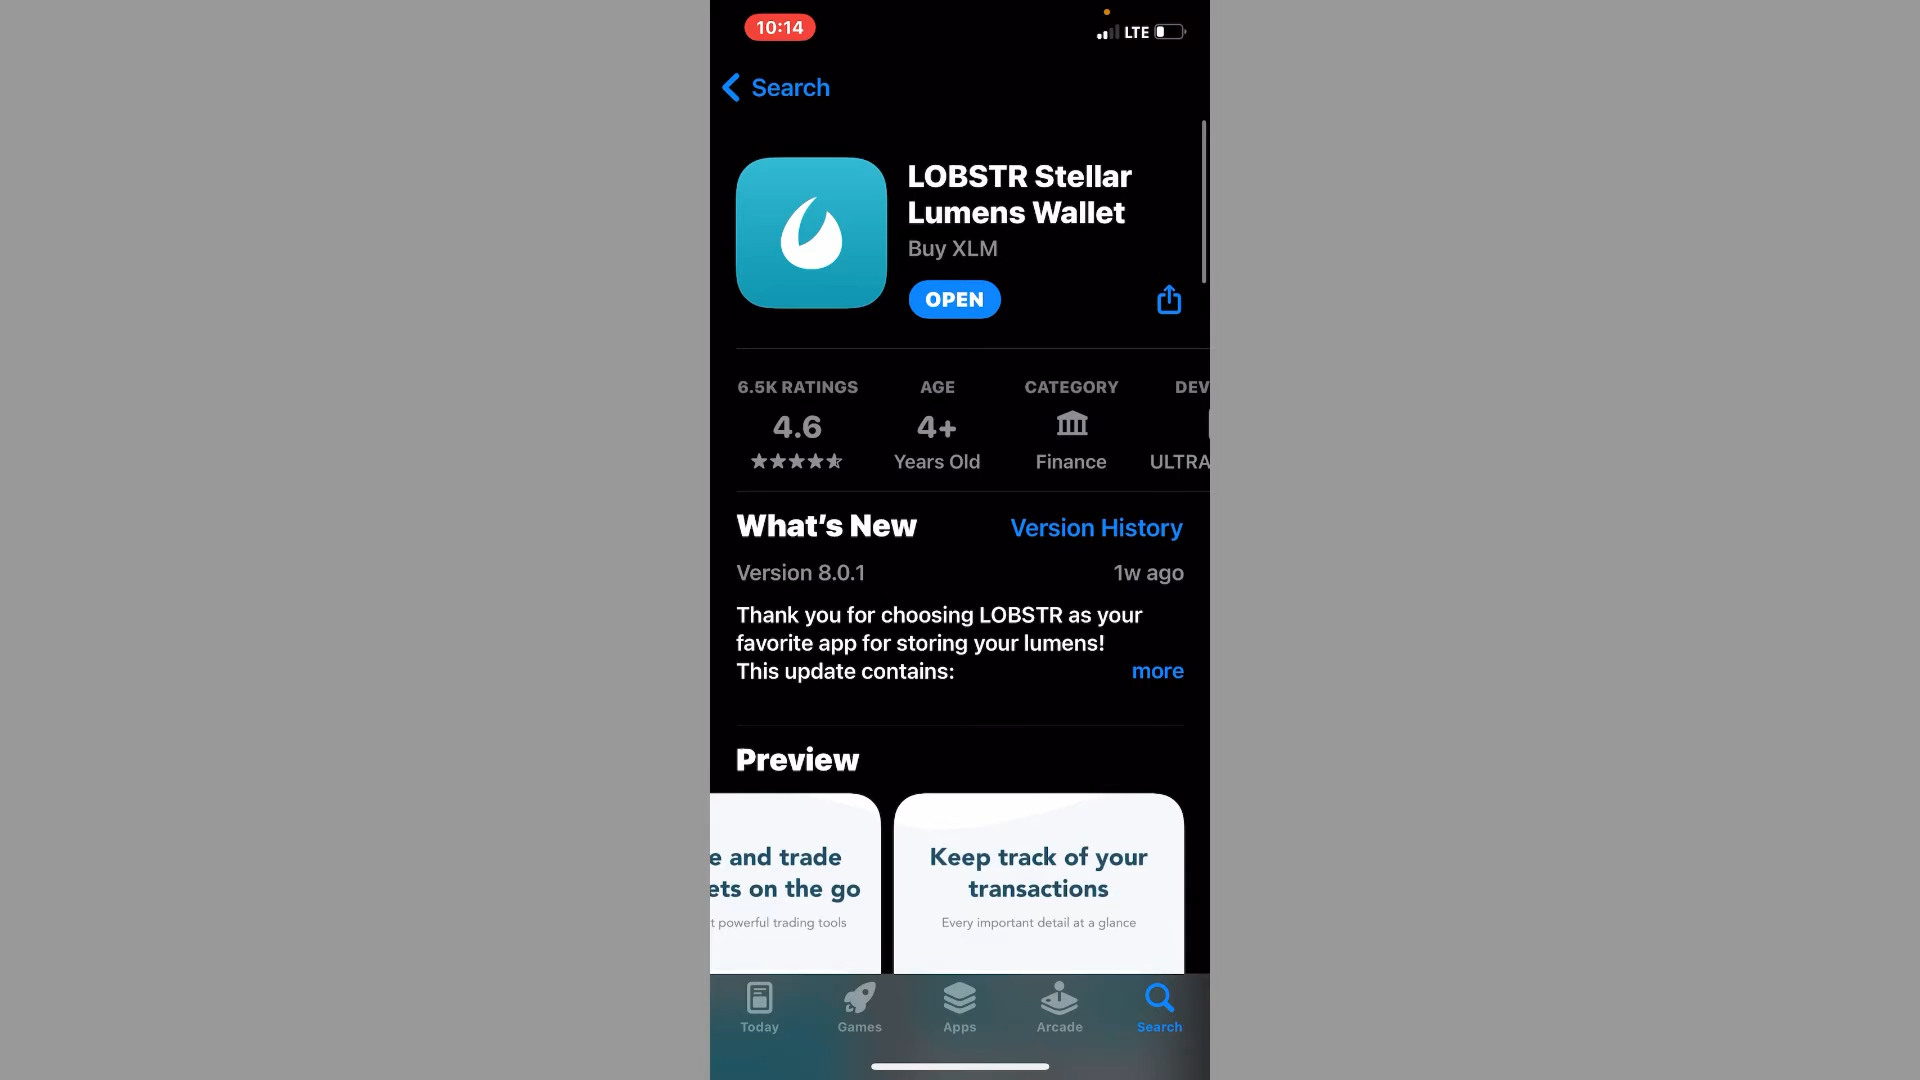 10:14
LTE
Search
LOBSTR Stellar
Lumens Wallet
Buy XLM
OPEN
6.5K RATINGS
AGE
CATEGORY
DEV
4.6
4+
Years Old
Finance
ULTRA
What's New
Version History
Version 8.0.1
1w ago
Thank you for choosing LOBSTR as your
favorite app for storing your lumens!
This update contains:
more
Preview
e and trade
ets on the go
t powerful trading tools
Keep track of your
transactions
Every important detail at a glance
Today
Games
Apps
Arcade
Search